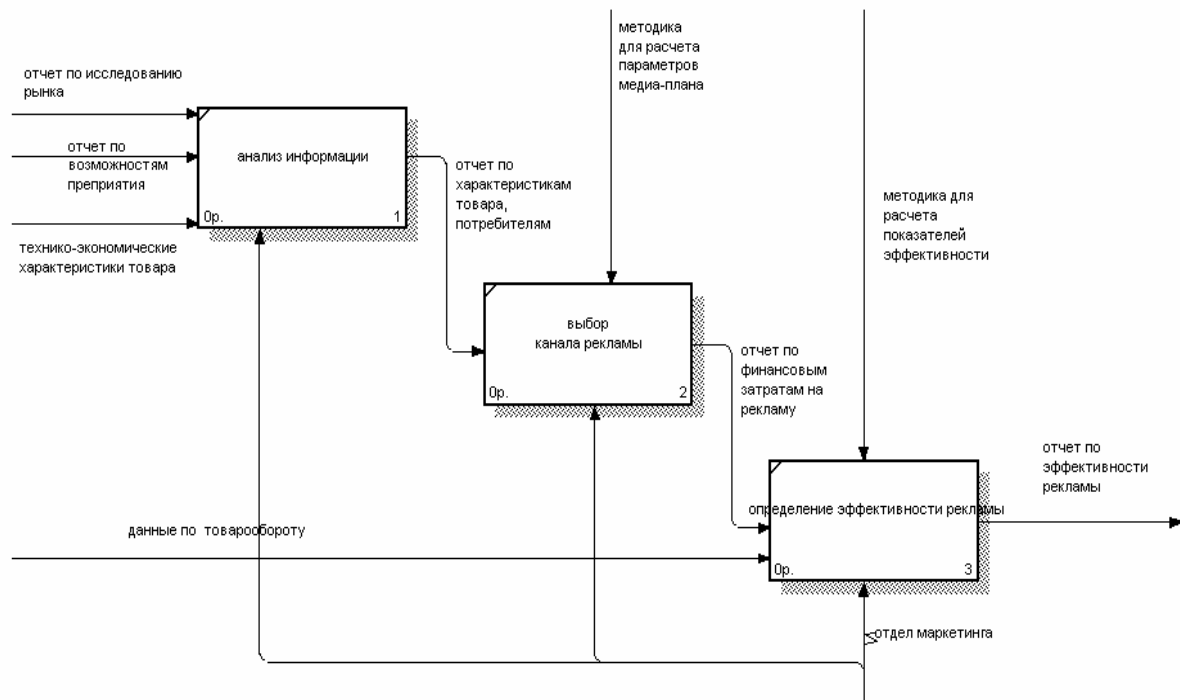 методика
для расчета
параметров
медиа-плана
отчет по исследованию
рынка
отчет по
возможностям
преприятия
технико-экономические
характеристики товара
анализ информации
0р. 1
отчет по
характеристикам
товара,
потребителям
методика для
расчета
показателей
эффективности
выбор
канала рекламы
0р. 2
отчет по
финансовым
затратам на
рекламу
отчет по
эффективности
рекламы
определение эффективности рекламы
0р. 3
данные по товарообороту
отдел маркетинга